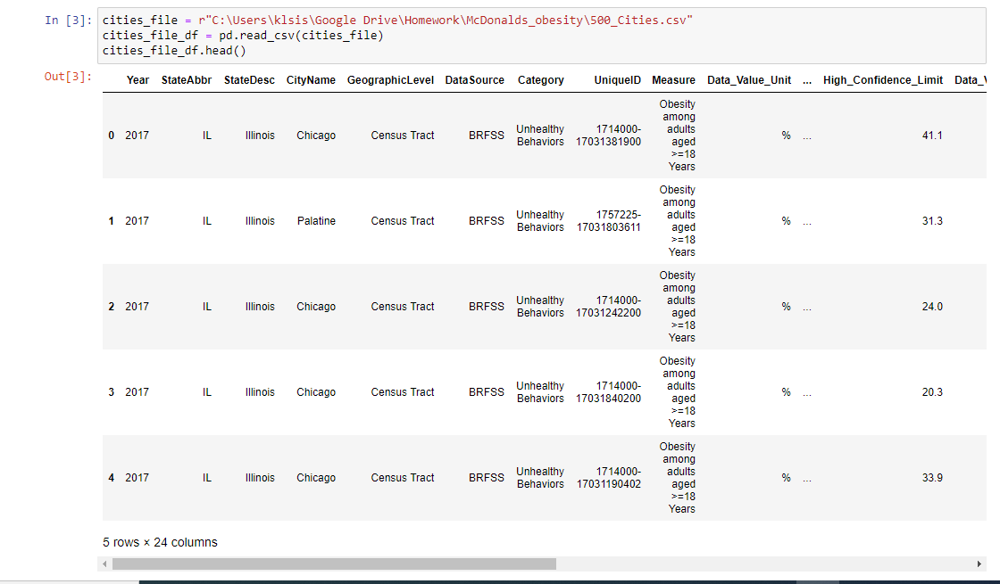 In [3]: cities_file = r"C:\Users\klsis\Google Drive\Homework\McDonalds_obesity\500_Cities.csv"
cities_file_df = pd.read_csv(cities_file)
cities_file_df.head()
Out[3]:
Year StateAbbr StateDesc CityName GeographicLevel DataSource Category UniqueID Measure Data_Value_Unit ... High_Confidence_Limit Data_V
0 2017 IL Illinois Chicago Census Tract BRFSS Unhealthy Behaviors 1714000-17031381900 Obesity among adults aged >=18 Years % ... 41.1
1 2017 IL Illinois Palatine Census Tract BRFSS Unhealthy Behaviors 1757225-17031803611 Obesity among adults aged >=18 Years % ... 31.3
2 2017 IL Illinois Chicago Census Tract BRFSS Unhealthy Behaviors 1714000-17031242200 Obesity among adults aged >=18 Years % ... 24.0
3 2017 IL Illinois Chicago Census Tract BRFSS Unhealthy Behaviors 1714000-17031840200 Obesity among adults aged >=18 Years % ... 20.3
4 2017 IL Illinois Chicago Census Tract BRFSS Unhealthy Behaviors 1714000-17031190402 Obesity among adults aged >=18 Years % ... 33.9
5 rows × 24 columns